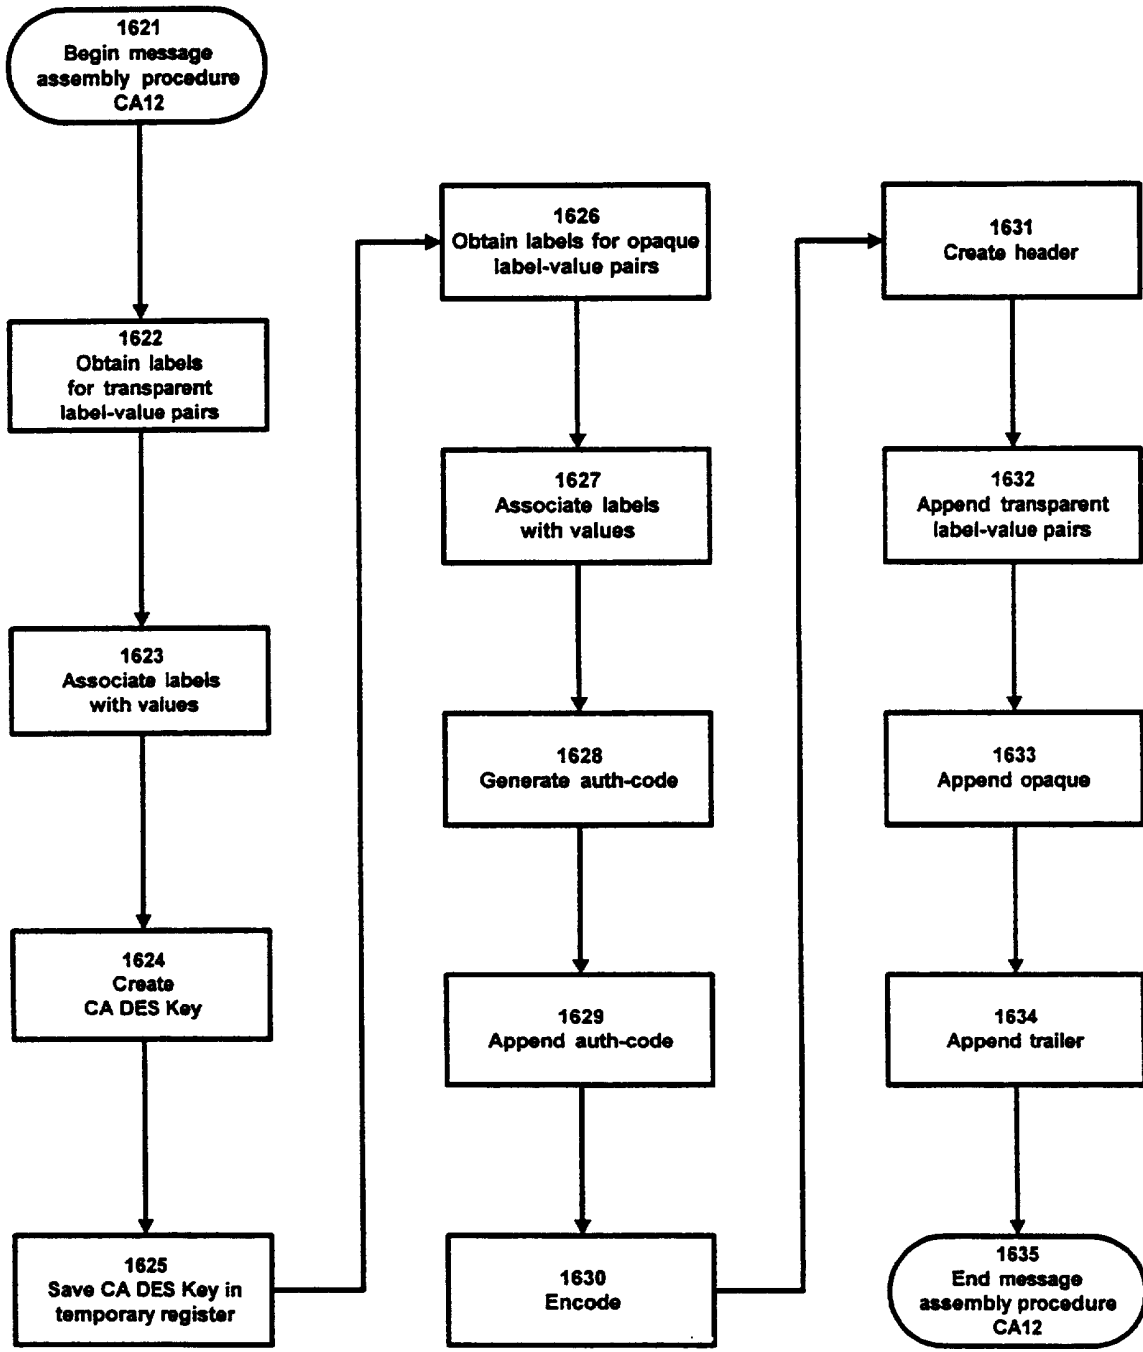 1621
Begin message
assembly procedure
CA12
1622
Obtain labels
for transparent
label-value pairs
1623
Associate labels
with values
1624
Create
CA DES Key
1625
Save CA DES Key in
temporary register
1626
Obtain labels for opaque
label-value pairs
1627
Associate labels
with values
1628
Generate auth-code
1629
Append auth-code
1630
Encode
1631
Create header
1632
Append transparent
label-value pairs
1633
Append opaque
1634
Append trailer
1635
End message
assembly procedure
CA12